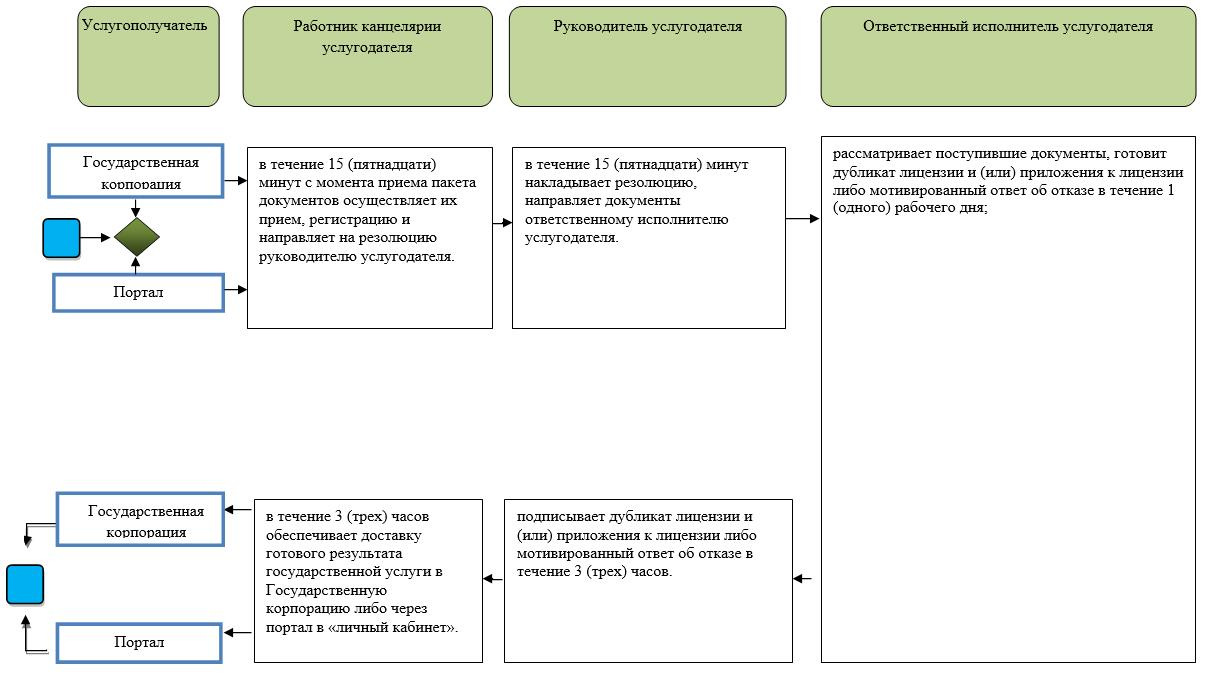 Услугополучатель
Работник канцелярии
услугодателя
Руководитель услугодателя
Ответственный исполнитель услугодателя
Государственная
корпорация
Портал
в течение 15 (пятнадцати)
минут с момента приема пакета
документов осуществляет их
прием, регистрацию и
направляет на резолюцию
руководителю услугодателя.
в течение 15 (пятнадцати) минут
накладывает резолюцию,
направляет документы
ответственному исполнителю
услугодателя.
рассматривает поступившие документы, готовит
дубликат лицензии и (или) приложения к лицензии
либо мотивированный ответ об отказе в течение 1
(одного) рабочего дня;
Государственная
корпорация
Портал
в течение 3 (трех) часов
обеспечивает доставку
готового результата
государственной услуги в
Государственную
корпорацию либо через
портал в «личный кабинет».
подписывает дубликат лицензии и
(или) приложения к лицензии либо
мотивированный ответ об отказе в
течение 3 (трех) часов.